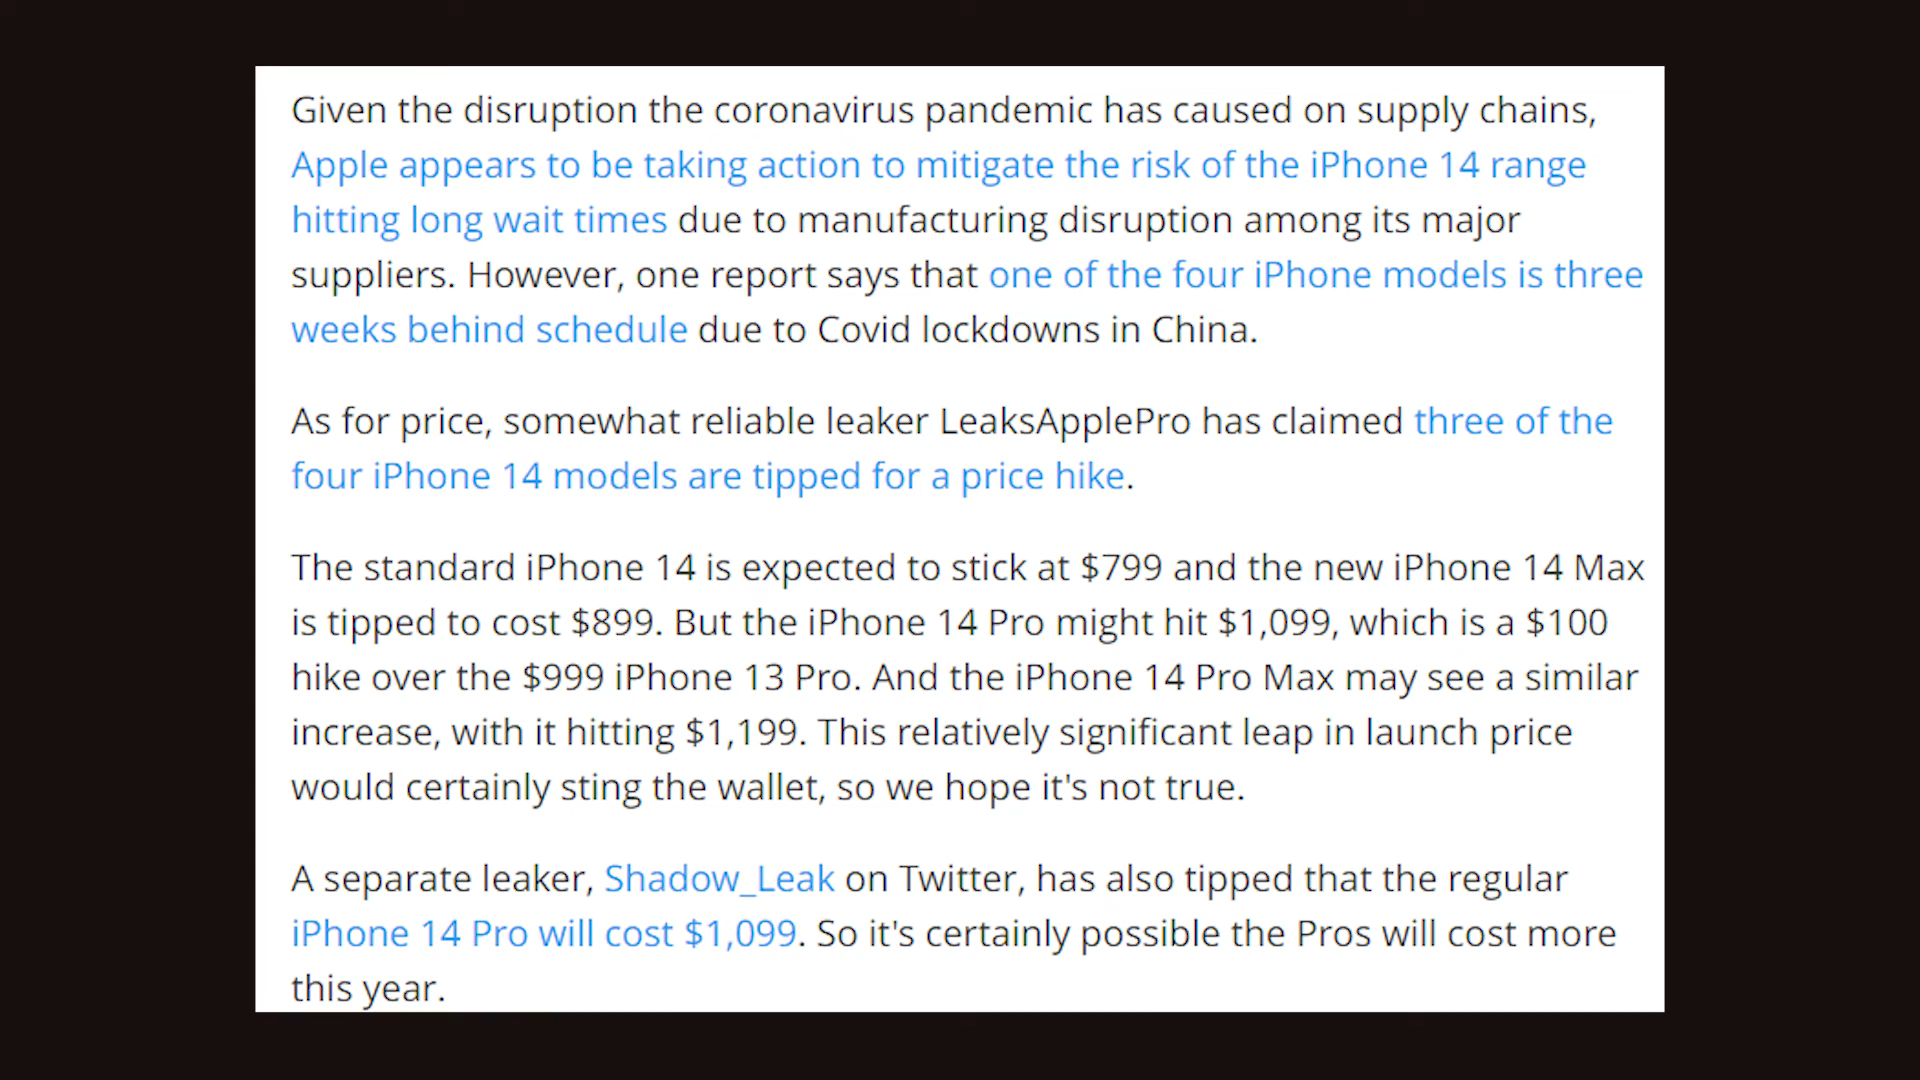 Given the disruption the coronavirus pandemic has caused on supply chains,
Apple appears to be taking action to mitigate the risk of the iPhone 14 range
hitting long wait times due to manufacturing disruption among its major
suppliers. However, one report says that one of the four iPhone models is three
weeks behind schedule due to Covid lockdowns in China.
As for price, somewhat reliable leaker LeaksApplePro has claimed three of the
four iPhone 14 models are tipped for a price hike.
The standard iPhone 14 is expected to stick at $799 and the new iPhone 14 Max
is tipped to cost $899. But the iPhone 14 Pro might hit $1,099, which is a $100
hike over the $999 iPhone 13 Pro. And the iPhone 14 Pro Max may see a similar
increase, with it hitting $1,199. This relatively significant leap in launch price
would certainly sting the wallet, so we hope it's not true.
A separate leaker, Shadow_Leak on Twitter, has also tipped that the regular
iPhone 14 Pro will cost $1,099. So it's certainly possible the Pros will cost more
this year.